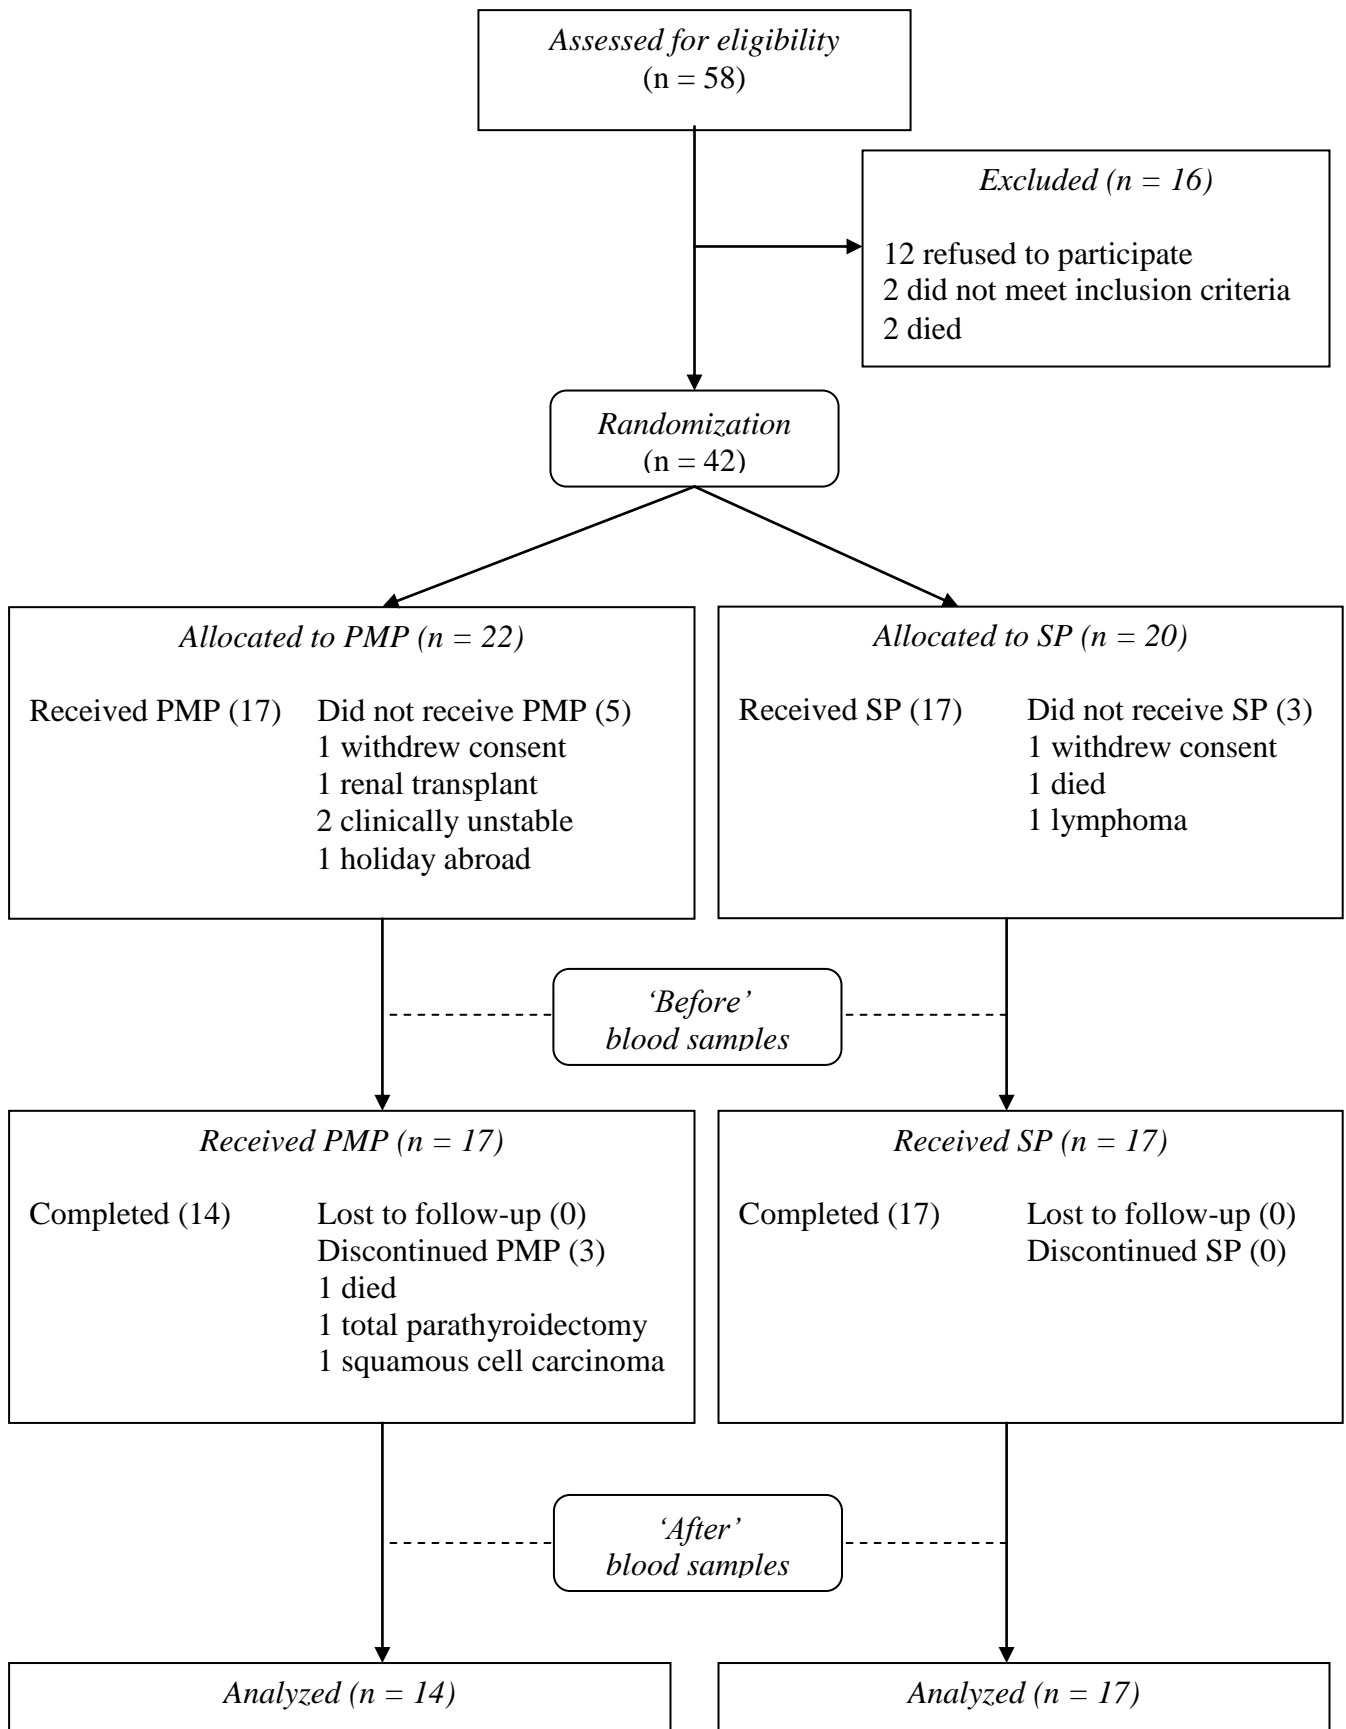 Assessed for eligibility
(n = 58)
Excluded (n = 16)
12 refused to participate
2 did not meet inclusion criteria
2 died
Randomization
(n = 42)
Allocated to PMP (n = 22)
Received PMP (17)
Did not receive PMP (5)
1 withdrew consent
1 renal transplant
2 clinically unstable
1 holiday abroad
Allocated to SP (n = 20)
Received SP (17)
Did not receive SP (3)
1 withdrew consent
1 died
1 lymphoma
‘Before’
blood samples
Received PMP (n = 17)
Completed (14)
Lost to follow-up (0)
Discontinued PMP (3)
1 died
1 total parathyroidectomy
1 squamous cell carcinoma
Received SP (n = 17)
Completed (17)
Lost to follow-up (0)
Discontinued SP (0)
‘After’
blood samples
Analyzed (n = 14)
Analyzed (n = 17)